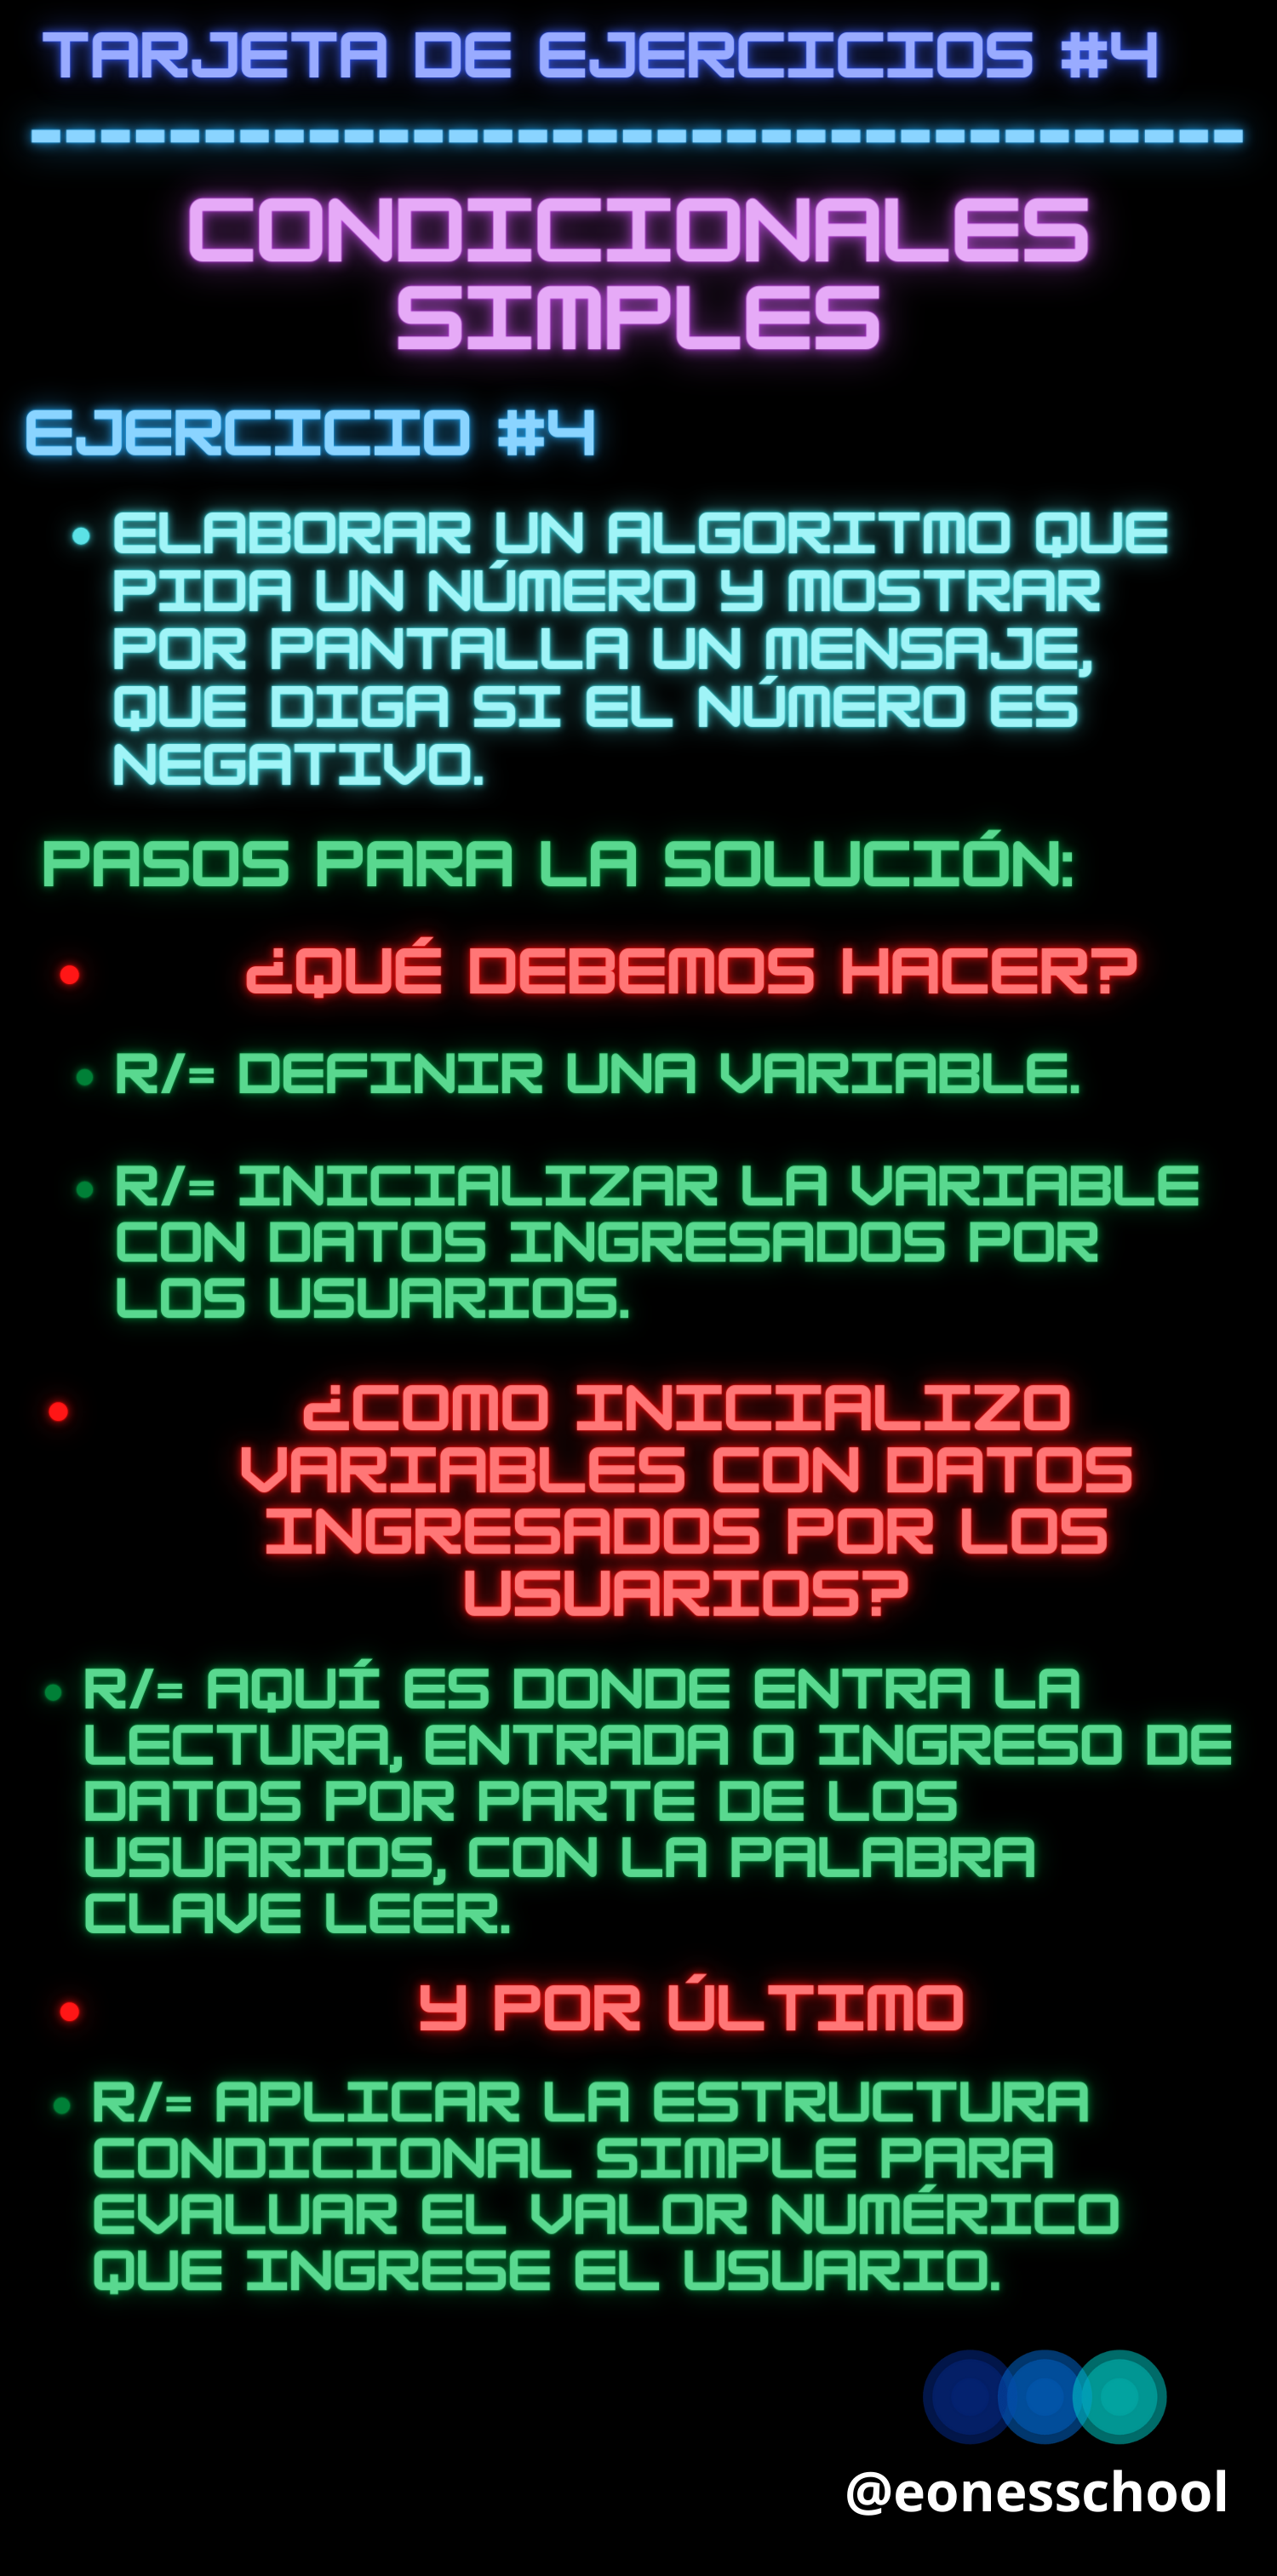 TARJETA DE EJERCICIOS #4
-----------------------------------
CONDICIONALES
SIMPLES
EJERCICIO #4
• ELABORAR UN ALGORITMO QUE
PIDA UN NÚMERO Y MOSTRAR
POR PANTALLA UN MENSAJE,
QUE DIGA SI EL NÚMERO ES
NEGATIVO.
PASOS PARA LA SOLUCIÓN:
• ¿QUÉ DEBEMOS HACER?
• R/= DEFINIR UNA VARIABLE.
• R/= INICIALIZAR LA VARIABLE
CON DATOS INGRESADOS POR
LOS USUARIOS.
• ¿COMO INICIALIZO
VARIABLES CON DATOS
INGRESADOS POR LOS
USUARIOS?
• R/= AQUÍ ES DONDE ENTRA LA
LECTURA, ENTRADA O INGRESO DE
DATOS POR PARTE DE LOS
USUARIOS, CON LA PALABRA
CLAVE LEER.
• Y POR ÚLTIMO
• R/= APLICAR LA ESTRUCTURA
CONDICIONAL SIMPLE PARA
EVALUAR EL VALOR NUMÉRICO
QUE INGRESE EL USUARIO.
@eonesschool